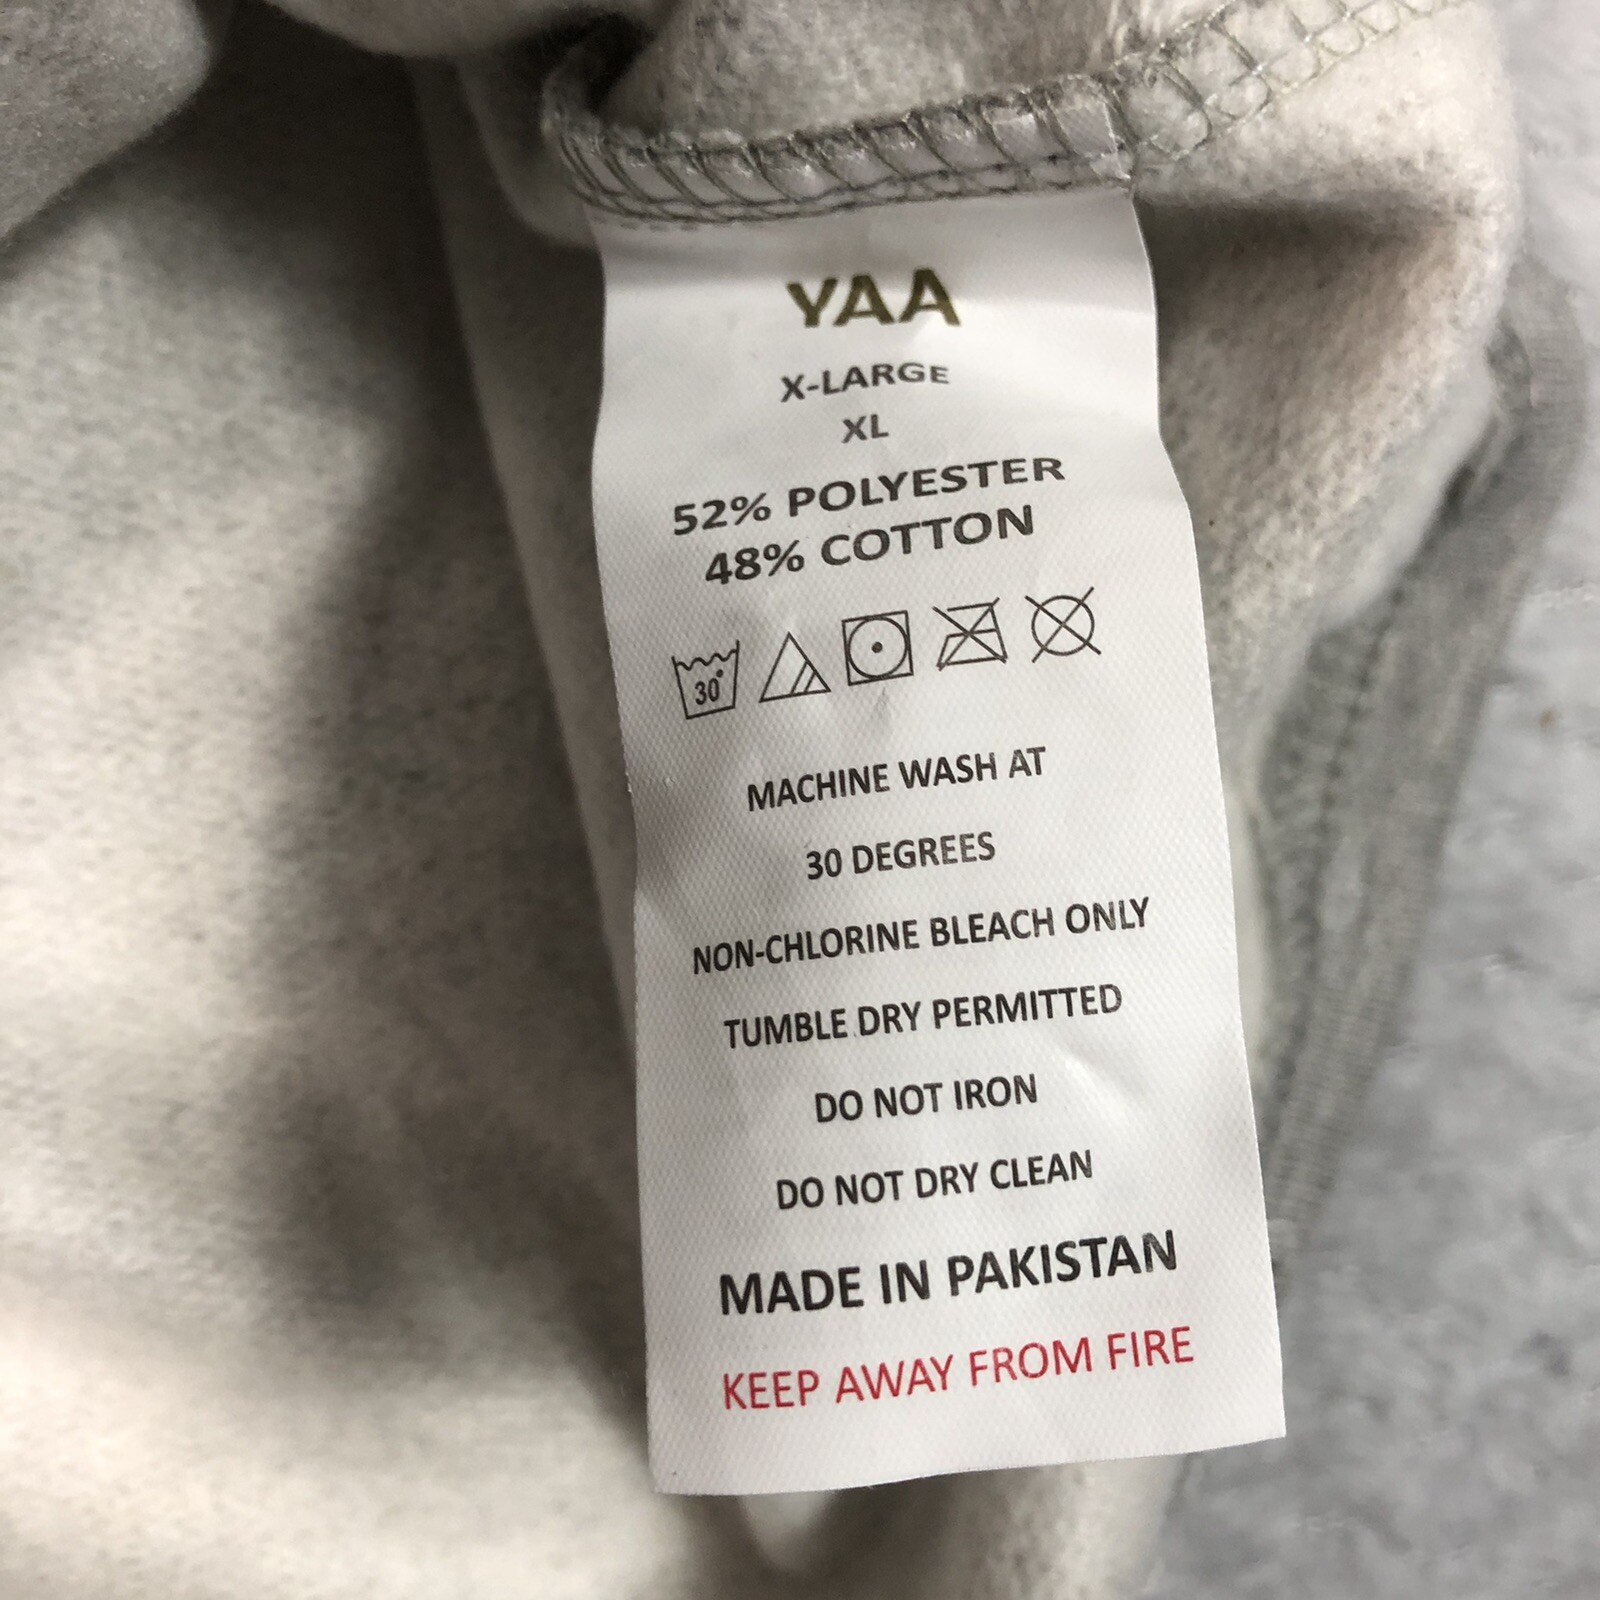 YAA
X-LARGE
XL
52% POLYESTER
48% COTTON
30°
MACHINE WASH AT
30 DEGREES
NON-CHLORINE BLEACH ONLY
TUMBLE DRY PERMITTED
DO NOT IRON
DO NOT DRY CLEAN
MADE IN PAKISTAN
KEEP AWAY FROM FIRE